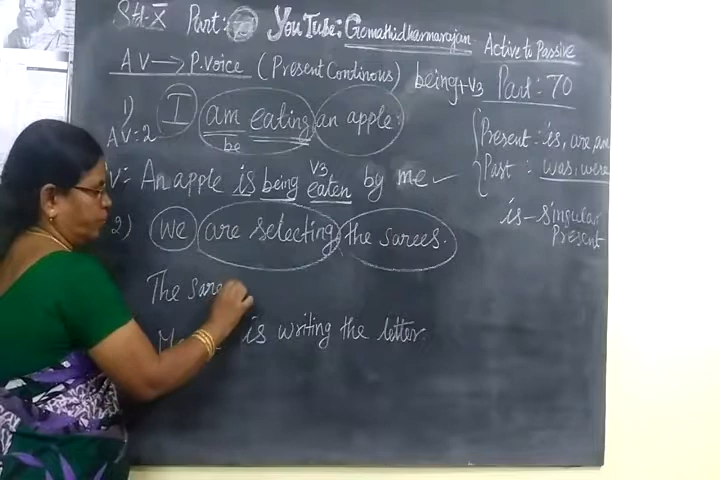 Std-X Part: YouTube: Gomathidharmarajan Active to Passive
AV → P.Voice (Present Continous) being+V3 Part: 70
1) I am eating an apple.
AV: 2 be
Present: is, are, am
Past: was, were
V3
V: An apple is being eaten by me
is - singular
Present
2) We are selecting the sarees.
The sare
is writing the letter.